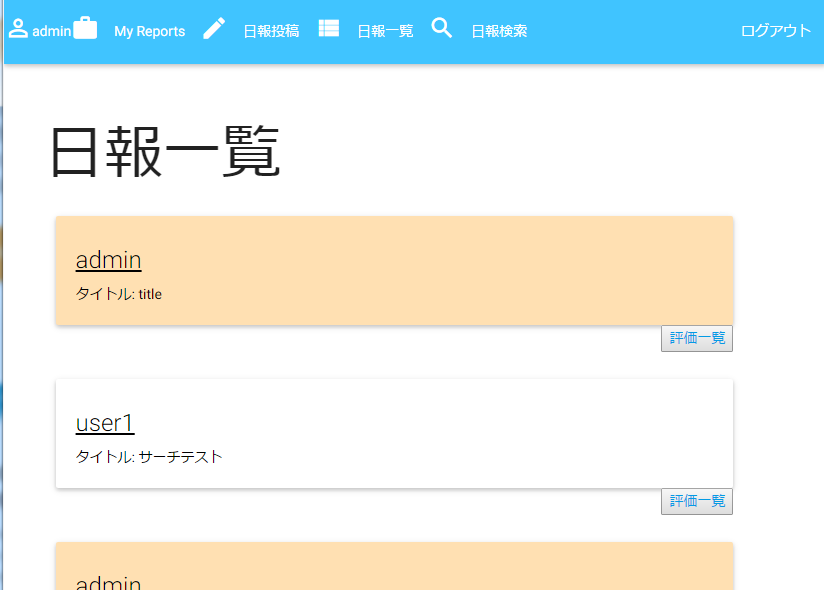 admin My Reports 日報投稿 日報一覧 日報検索 ログアウト
日報一覧
admin
タイトル: title
評価一覧
user1
タイトル: サーチテスト
評価一覧
admin